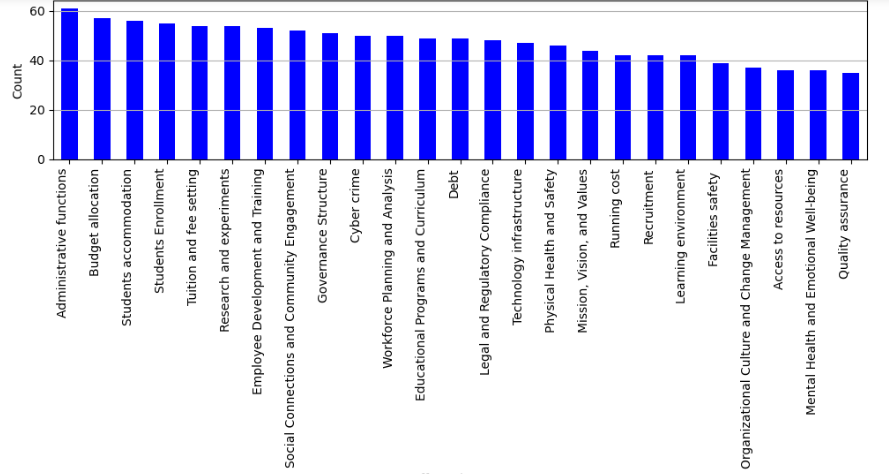 60
40
20
0
Count
Administrative functions
Budget allocation
Students accommodation
Students Enrollment
Tuition and fee setting
Research and experiments
Employee Development and Training
Social Connections and Community Engagement
Governance Structure
Cyber crime
Workforce Planning and Analysis
Educational Programs and Curriculum
Debt
Legal and Regulatory Compliance
Technology infrastructure
Physical Health and Safety
Mission, Vision, and Values
Running cost
Recruitment
Learning environment
Facilities safety
Organizational Culture and Change Management
Access to resources
Mental Health and Emotional Well-being
Quality assurance